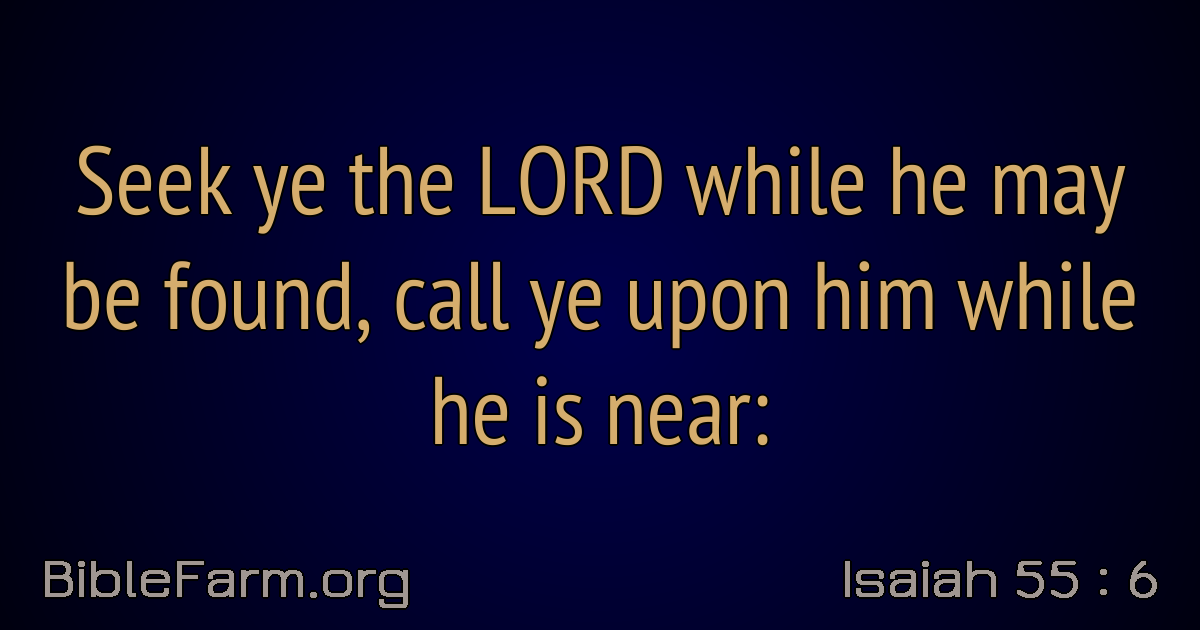 Seek ye the LORD while he may
be found, call ye upon him while
he is near:
BibleFarm.org
Isaiah 55 : 6